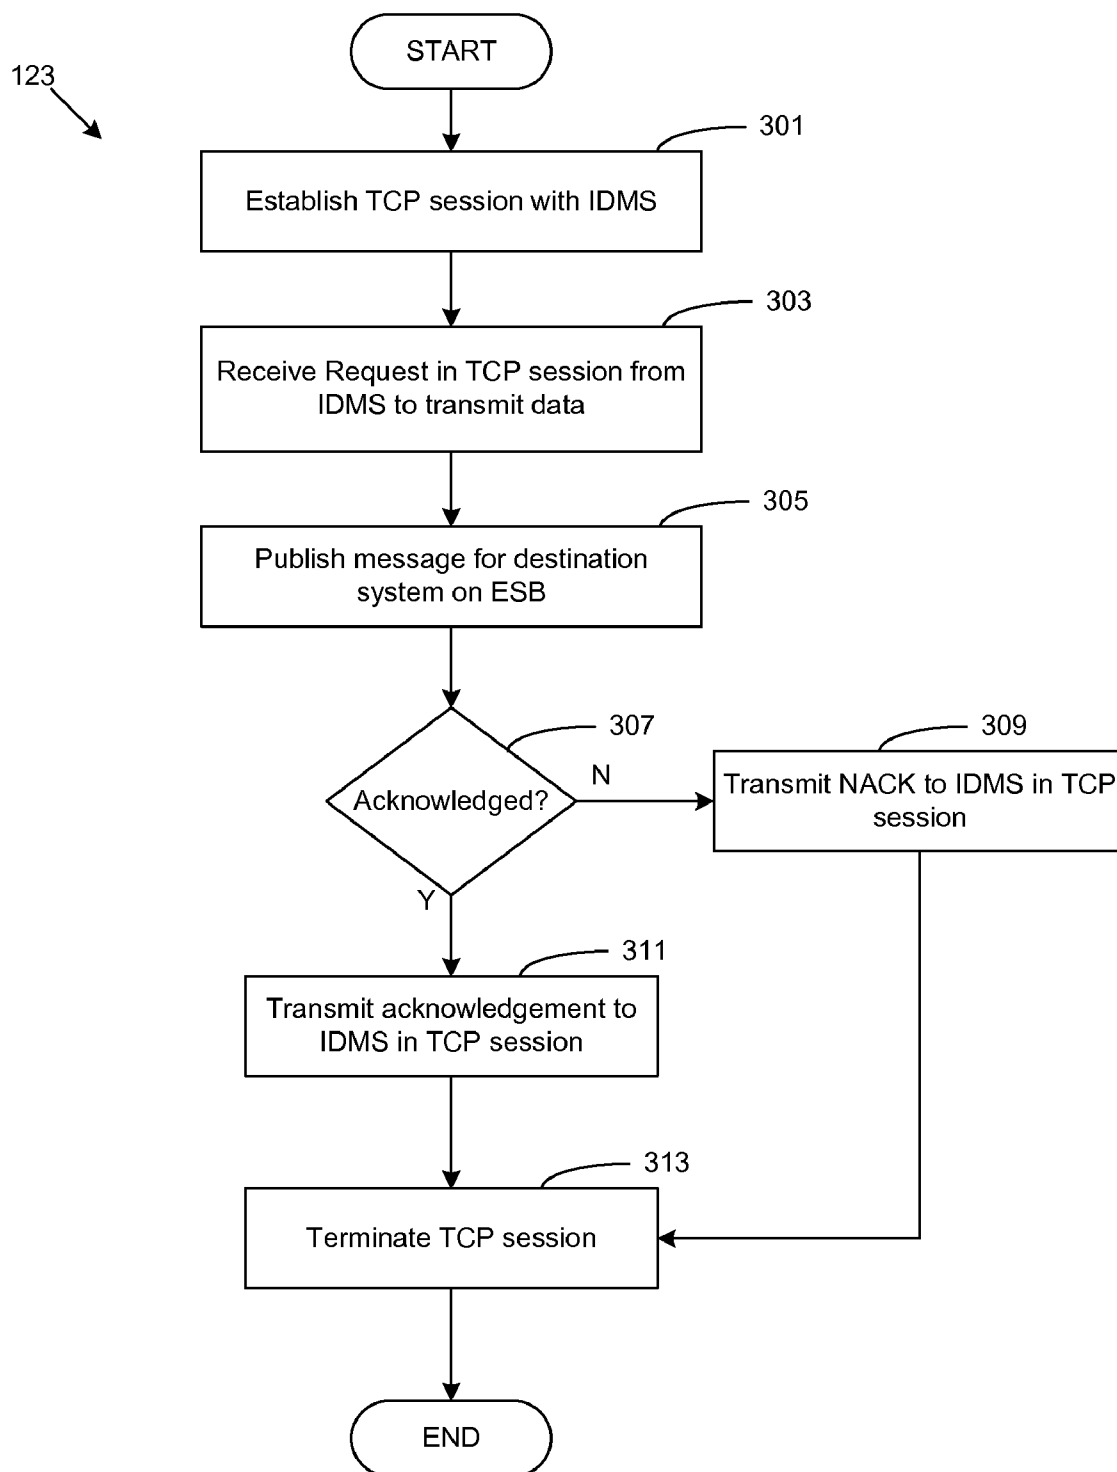 START
123
301
Establish TCP session with IDMS
303
Receive Request in TCP session from
IDMS to transmit data
305
Publish message for destination
system on ESB
307
309
Acknowledged?
N
Transmit NACK to IDMS in TCP
session
Y
311
Transmit acknowledgement to
IDMS in TCP session
313
Terminate TCP session
END